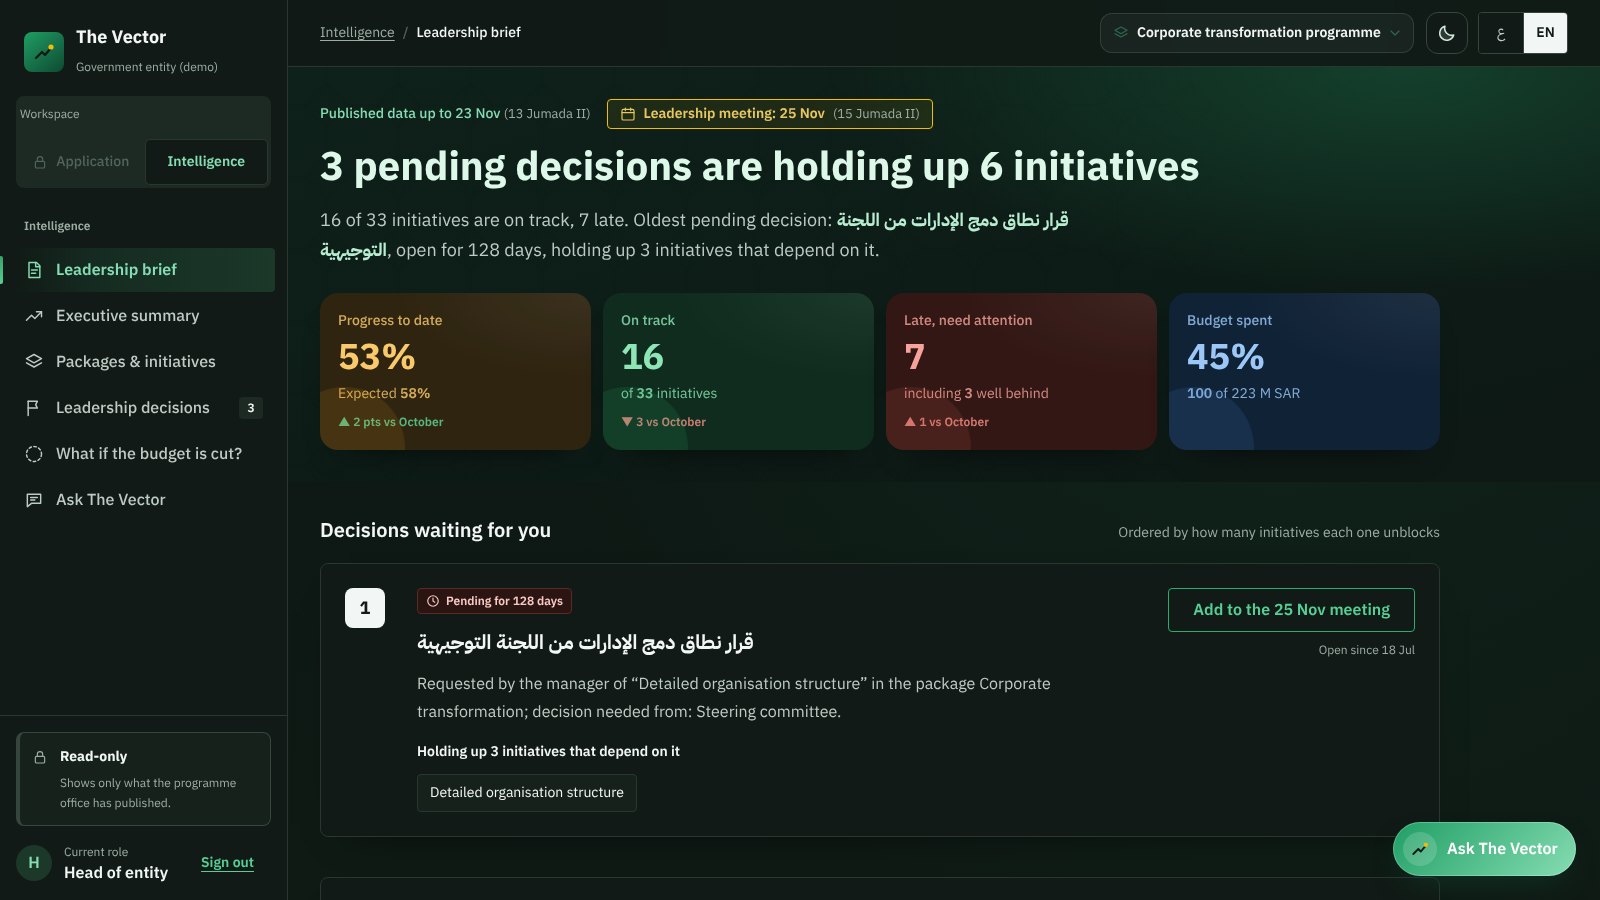 The Vector
Government entity (demo)
Workspace
Application
Intelligence
Intelligence
Leadership brief
Executive summary
Packages & initiatives
Leadership decisions 3
What if the budget is cut?
Ask The Vector
Read-only
Shows only what the programme
office has published.
H
Current role
Head of entity
Sign out
Intelligence / Leadership brief
Corporate transformation programme
ع
EN
Published data up to 23 Nov (13 Jumada II)
Leadership meeting: 25 Nov (15 Jumada II)
3 pending decisions are holding up 6 initiatives
16 of 33 initiatives are on track, 7 late. Oldest pending decision: قرار نطاق دمج الإدارات من اللجنة
التوجيهية, open for 128 days, holding up 3 initiatives that depend on it.
Progress to date
53%
Expected 58%
▲ 2 pts vs October
On track
16
of 33 initiatives
▼ 3 vs October
Late, need attention
7
including 3 well behind
▲ 1 vs October
Budget spent
45%
100 of 223 M SAR
Decisions waiting for you
Ordered by how many initiatives each one unblocks
1
Pending for 128 days
قرار نطاق دمج الإدارات من اللجنة التوجيهية
Requested by the manager of “Detailed organisation structure” in the package Corporate
transformation; decision needed from: Steering committee.
Holding up 3 initiatives that depend on it
Detailed organisation structure
Add to the 25 Nov meeting
Open since 18 Jul
Ask The Vector